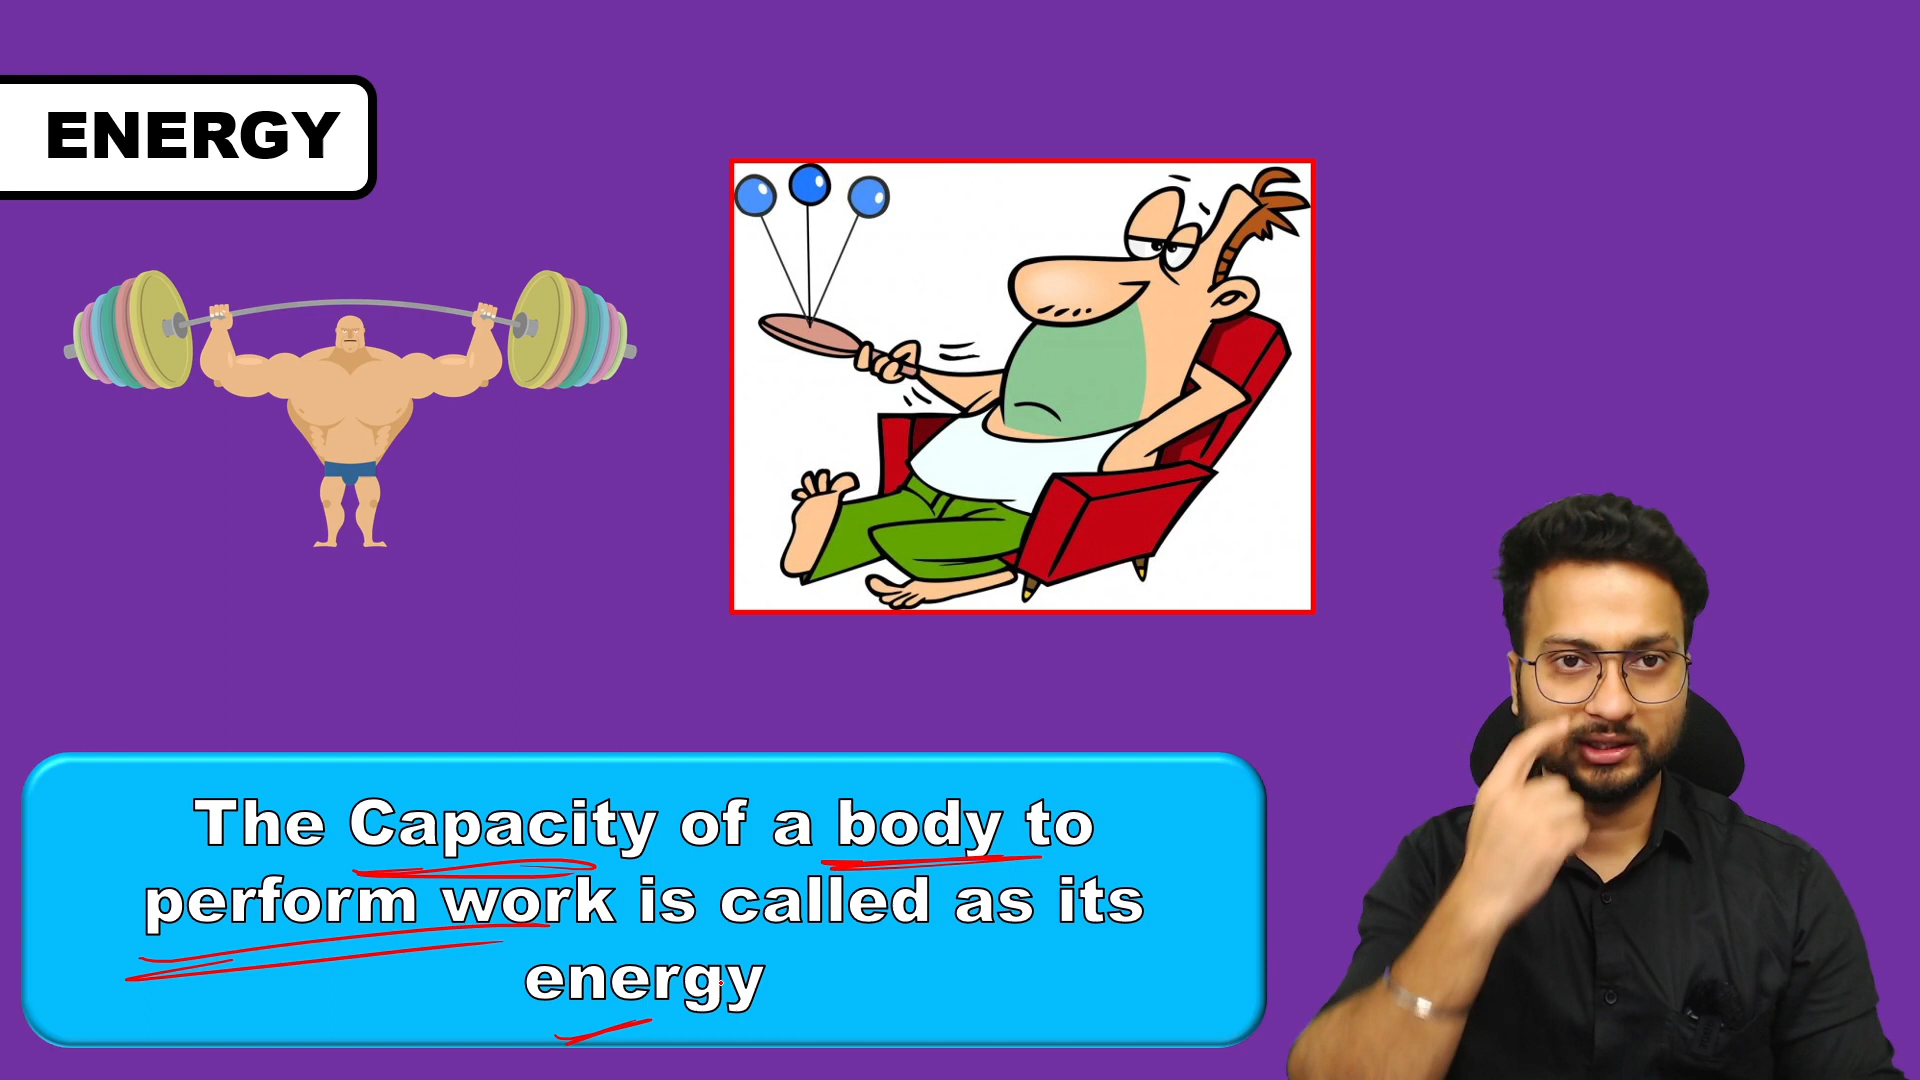 ENERGY
The Capacity of a body to
perform work is called as its
energy